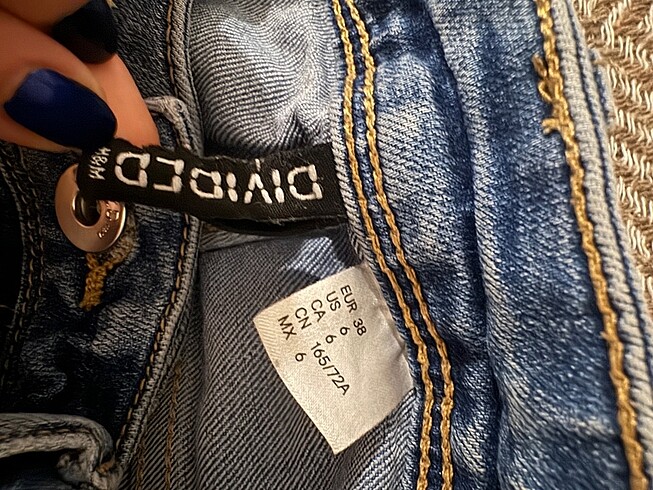 DIVIDED
H&M
EUR 38
US 6
CA 6
CN 165/72A
MX 6